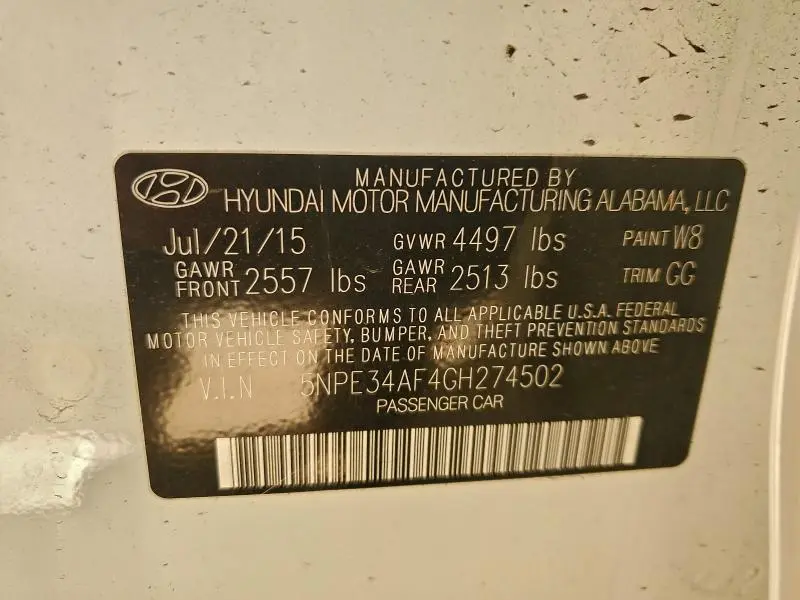 MANUFACTURED BY
HYUNDAI MOTOR MANUFACTURING ALABAMA, LLC
Jul/21/15 GVWR 4497 lbs PAINT W8
GAWR FRONT 2557 lbs GAWR REAR 2513 lbs TRIM GG
THIS VEHICLE CONFORMS TO ALL APPLICABLE U.S.A. FEDERAL
MOTOR VEHICLE SAFETY, BUMPER, AND THEFT PREVENTION STANDARDS
IN EFFECT ON THE DATE OF MANUFACTURE SHOWN ABOVE
V.I.N 5NPE34AF4GH274502
PASSENGER CAR